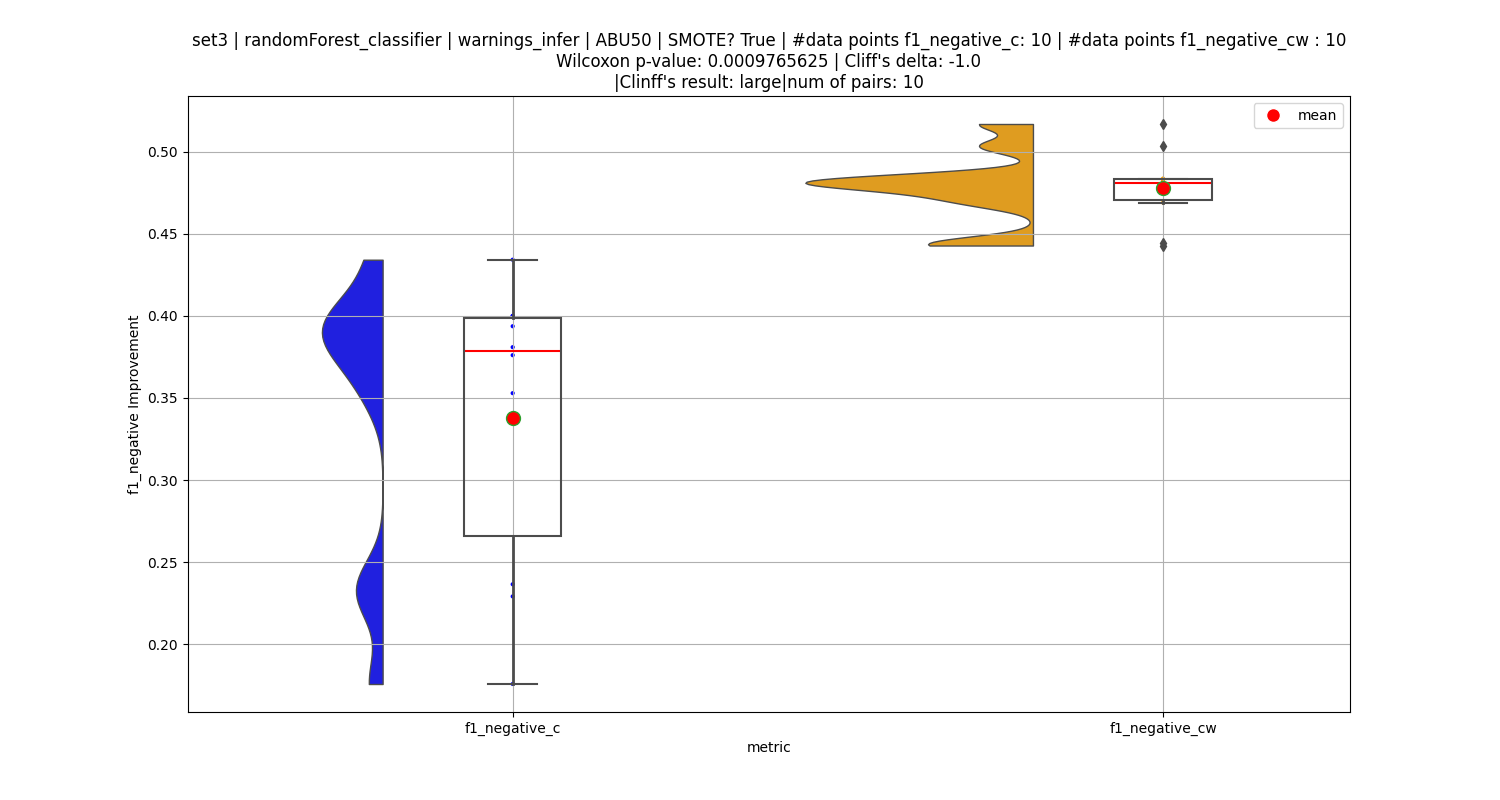 set3 | randomForest_classifier | warnings_infer | ABU50 | SMOTE? True | #data points f1_negative_c: 10 | #data points f1_negative_cw : 10
Wilcoxon p-value: 0.0009765625 | Cliff's delta: -1.0
|Clinff's result: large|num of pairs: 10
mean
0.50
0.45
0.40
0.35
0.30
0.25
0.20
f1_negative Improvement
f1_negative_c
f1_negative_cw
metric